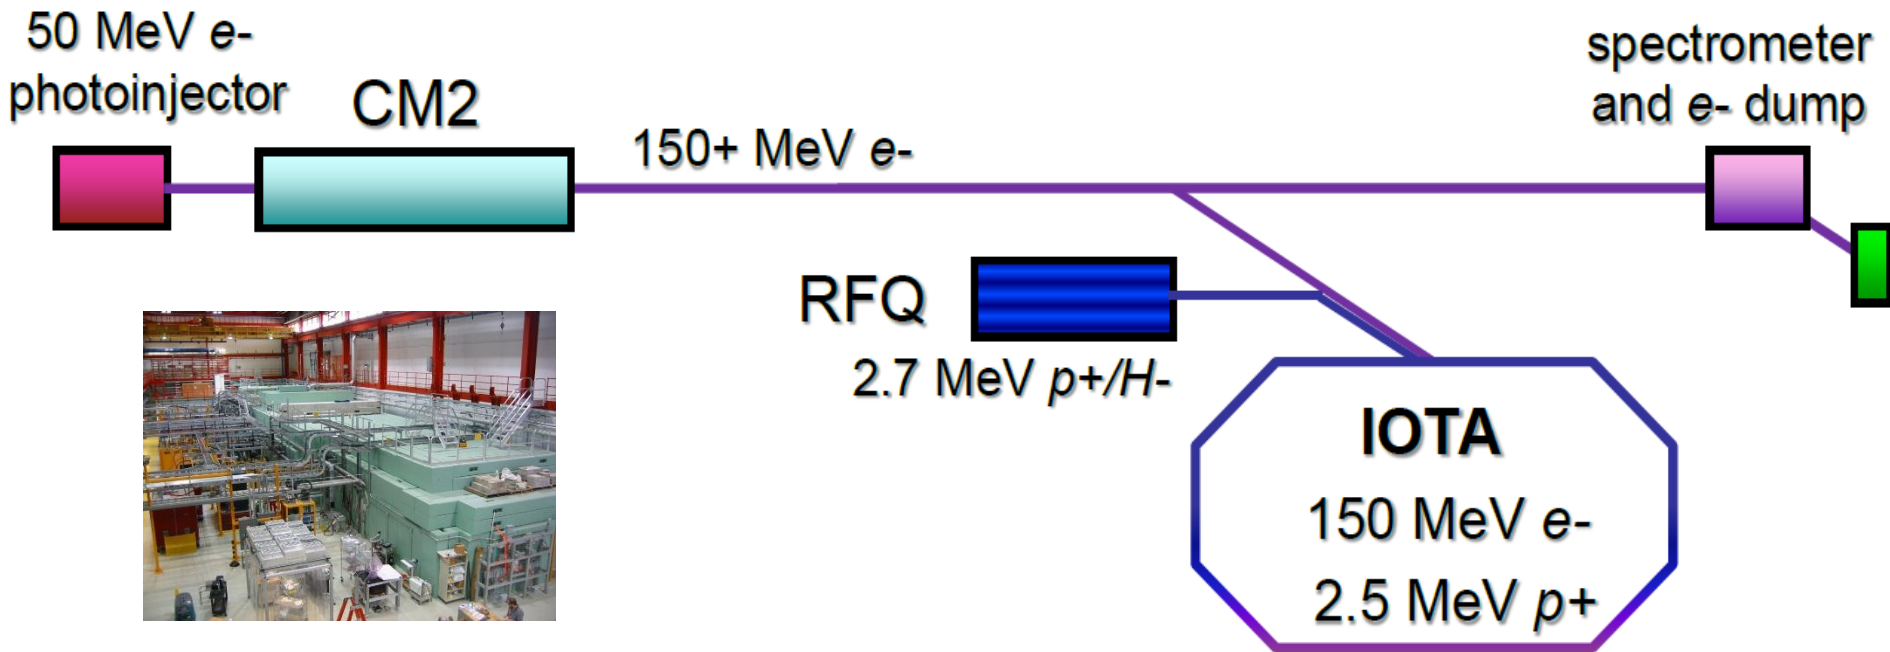 50 MeV e-
photoinjector
CM2
150+ MeV e-
spectrometer
and e- dump
RFQ
2.7 MeV p+/H-
IOTA
150 MeV e-
2.5 MeV p+